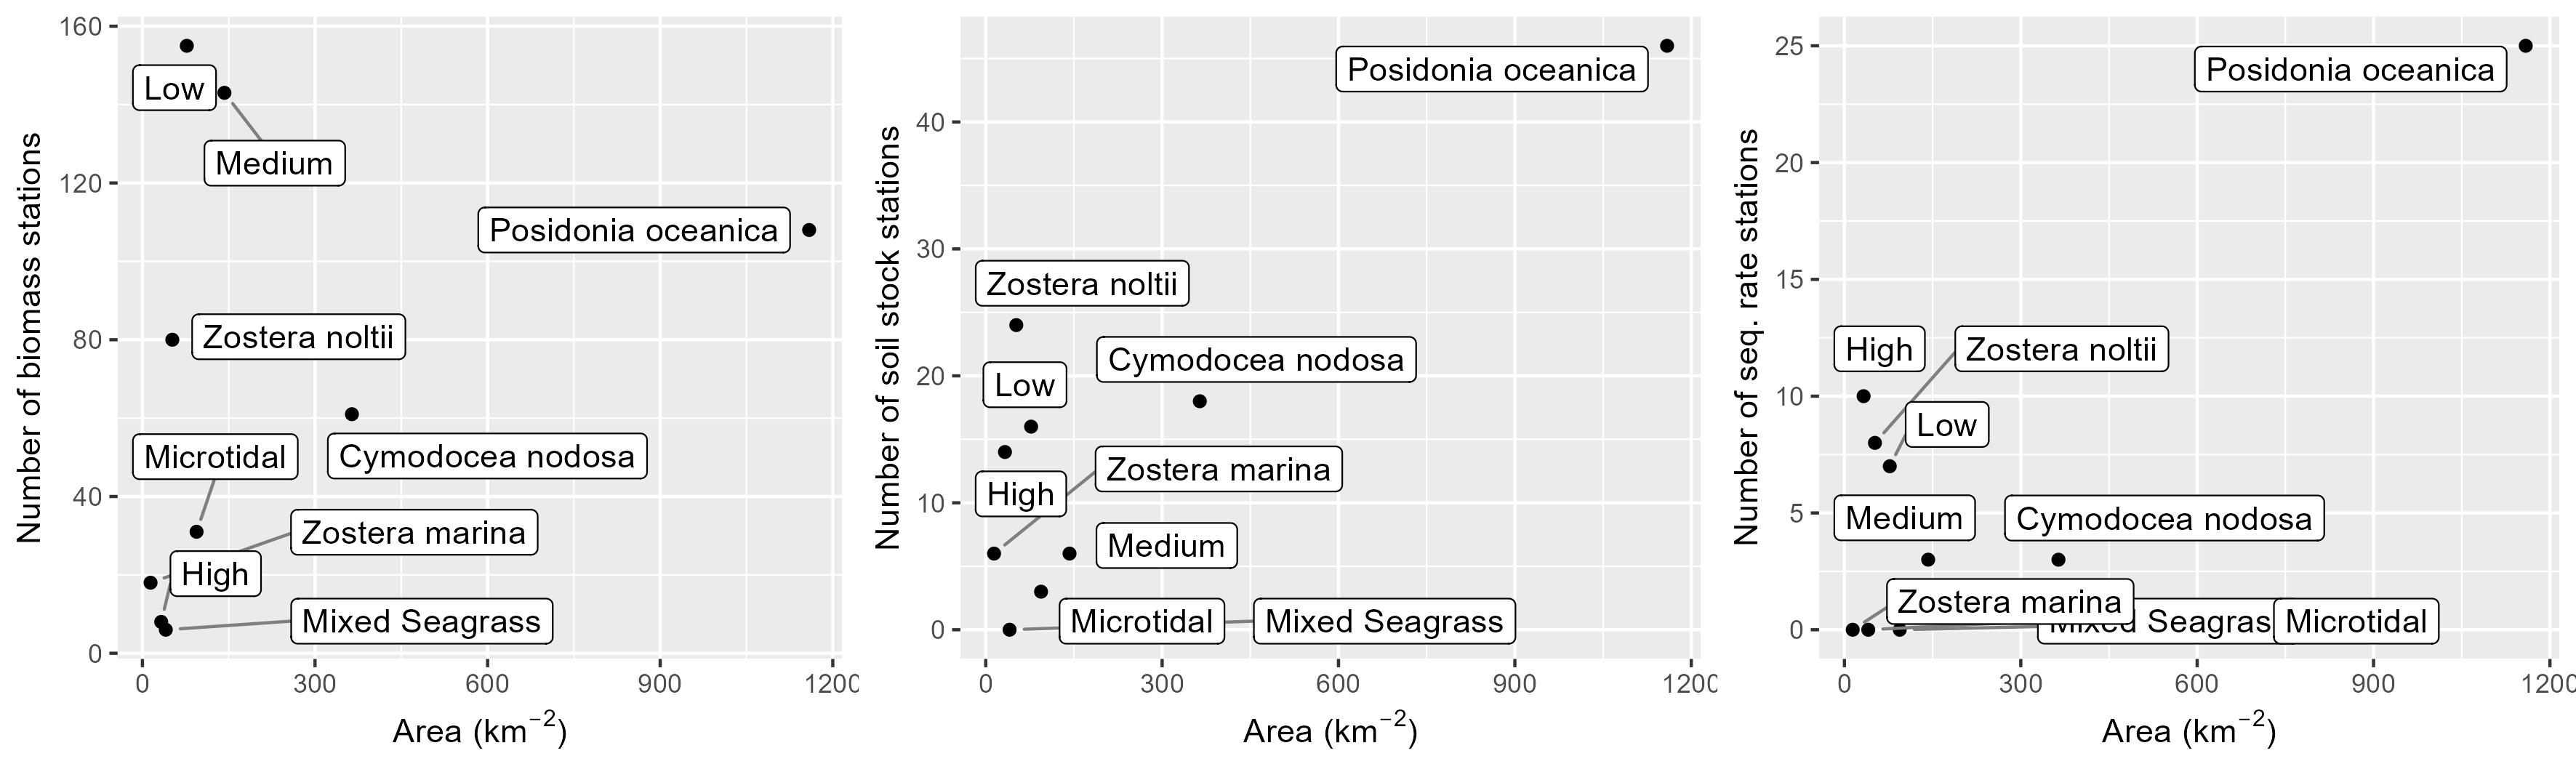 Number of biomass stations
160
120
80
40
0
Low
Medium
Posidonia oceanica
Zostera noltii
Cymodocea nodosa
Microtidal
Zostera marina
High
Mixed Seagrass
0 300 600 900 1200
Area (km⁻²)
Number of soil stock stations
40
30
20
10
0
Posidonia oceanica
Zostera noltii
Cymodocea nodosa
Low
Zostera marina
High
Medium
Microtidal
Mixed Seagrass
0 300 600 900 1200
Area (km⁻²)
Number of seq. rate stations
25
20
15
10
5
0
Posidonia oceanica
High
Zostera noltii
Low
Medium
Cymodocea nodosa
Zostera marina
Mixed Seagras
Microtidal
0 300 600 900 1200
Area (km⁻²)